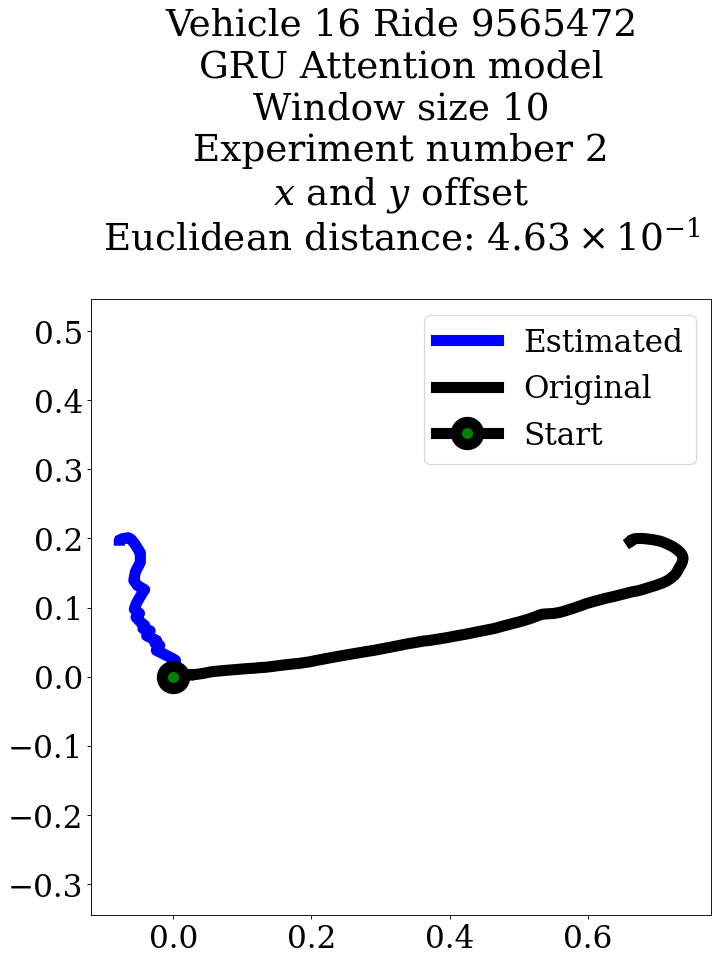 Vehicle 16 Ride 9565472
GRU Attention model
Window size 10
Experiment number 2
x and y offset
Euclidean distance: 4.63 × 10⁻¹
Estimated
Original
Start
0.5
0.4
0.3
0.2
0.1
0.0
−0.1
−0.2
−0.3
0.0 0.2 0.4 0.6